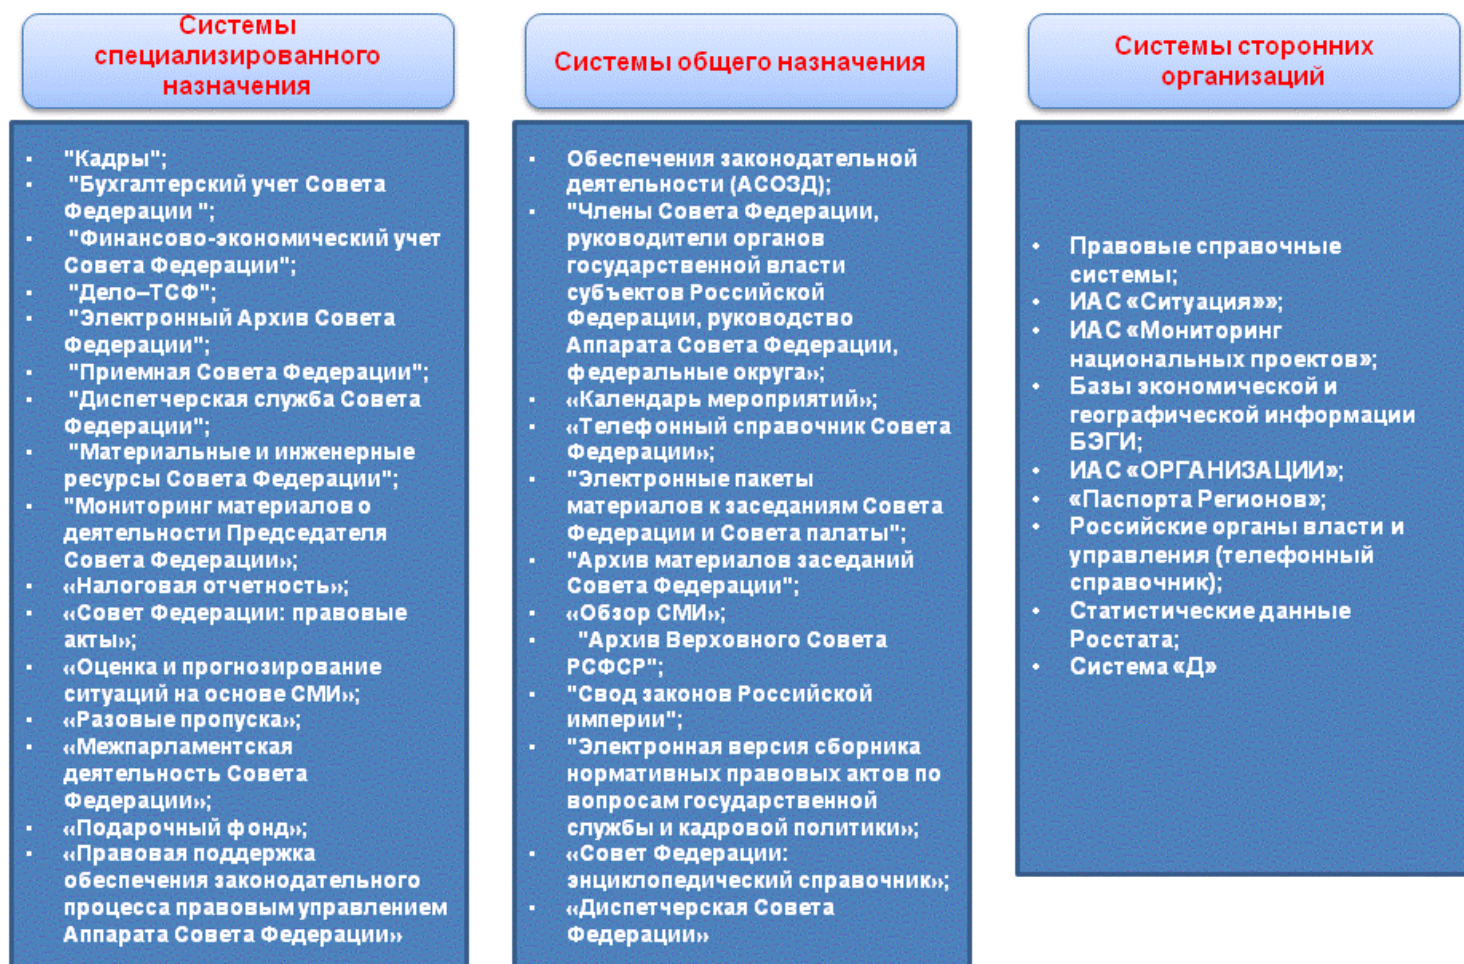 Системы
специализированного
назначения
▪ "Кадры";
▪ "Бухгалтерский учет Совета
Федерации ";
▪ "Финансово-экономический учет
Совета Федерации";
▪ "Дело–ТСФ";
▪ "Электронный Архив Совета
Федерации";
▪ "Приемная Совета Федерации";
▪ "Диспетчерская служба Совета
Федерации";
▪ "Материальные и инженерные
ресурсы Совета Федерации";
▪ "Мониторинг материалов о
деятельности Председателя
Совета Федерации»;
▪ «Налоговая отчетность»;
▪ «Совет Федерации: правовые
акты»;
▪ «Оценка и прогнозирование
ситуаций на основе СМИ»;
▪ «Разовые пропуска»;
▪ «Межпарламентская
деятельность Совета
Федерации»;
▪ «Подарочный фонд»;
▪ «Правовая поддержка
обеспечения законодательного
процесса правовым управлением
Аппарата Совета Федерации»
Системы общего назначения
▪ Обеспечения законодательной
деятельности (АСОЗД);
▪ "Члены Совета Федерации,
руководители органов
государственной власти
субъектов Российской
Федерации, руководство
Аппарата Совета Федерации,
федеральные округа»;
▪ «Календарь мероприятий»;
▪ «Телефонный справочник Совета
Федерации»;
▪ "Электронные пакеты
материалов к заседаниям Совета
Федерации и Совета палаты";
▪ "Архив материалов заседаний
Совета Федерации";
▪ «Обзор СМИ»;
▪ "Архив Верховного Совета
РСФСР";
▪ "Свод законов Российской
империи";
▪ "Электронная версия сборника
нормативных правовых актов по
вопросам государственной
службы и кадровой политики»;
▪ «Совет Федерации:
энциклопедический справочник»;
▪ «Диспетчерская Совета
Федерации»
Системы сторонних
организаций
• Правовые справочные
системы;
• ИАС «Ситуация»»;
• ИАС «Мониторинг
национальных проектов»;
• Базы экономической и
географической информации
БЭГИ;
• ИАС «ОРГАНИЗАЦИИ»;
• «Паспорта Регионов»;
• Российские органы власти и
управления (телефонный
справочник);
• Статистические данные
Росстата;
• Система «Д»